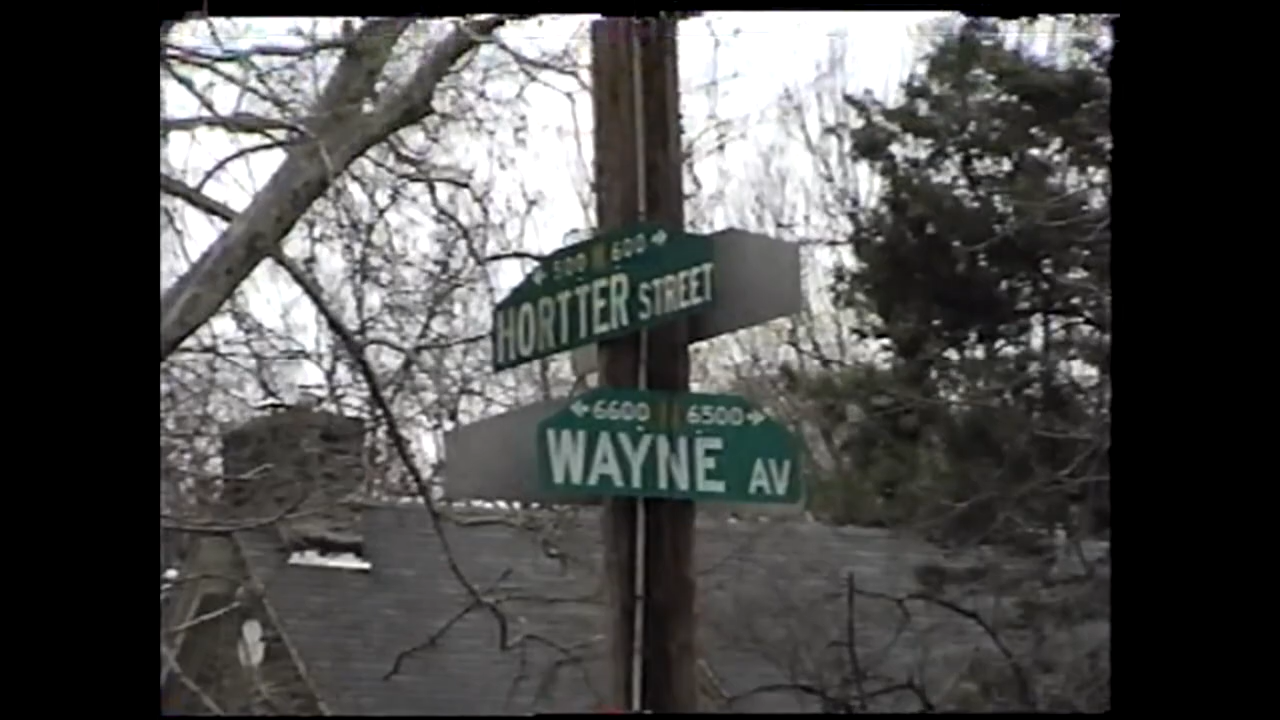 ← 500 600 →
HORTTER STREET
← 6600 6500 →
WAYNE AV